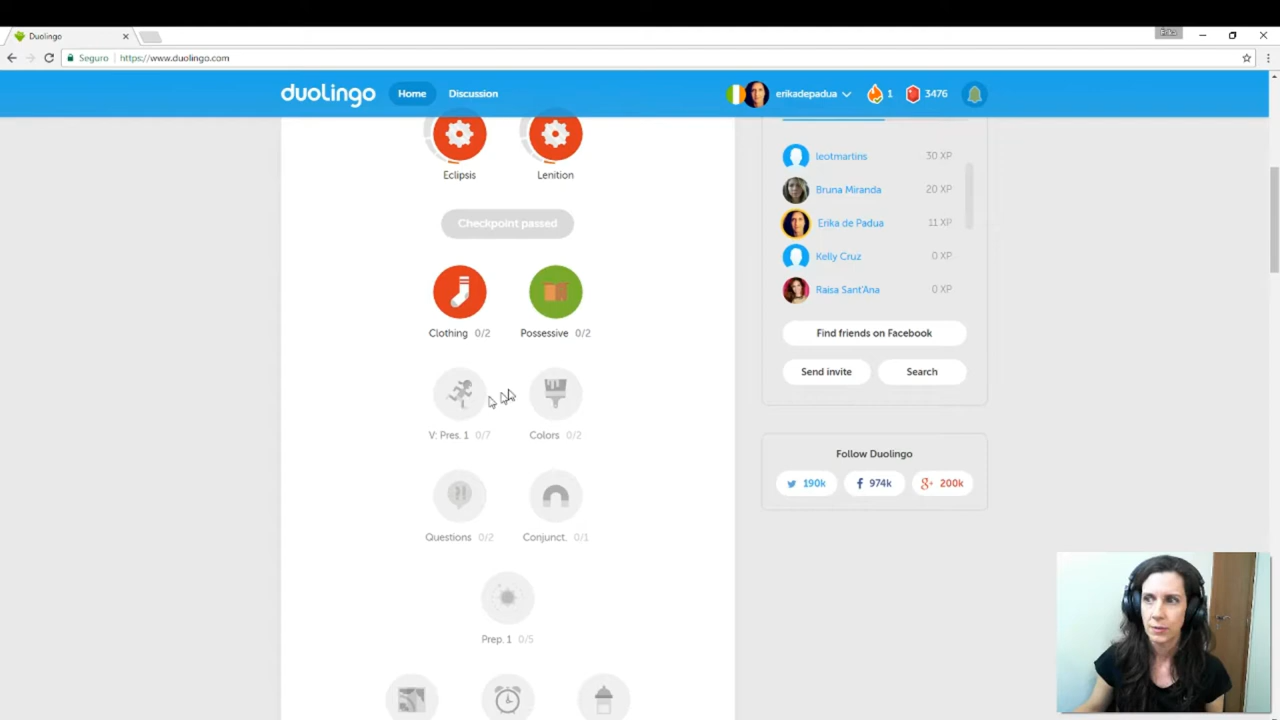 Duolingo
Erika
Seguro
https://www.duolingo.com
duoLingo
Home
Discussion
erikadepadua
1
3476
Eclipsis
Lenition
Checkpoint passed
Clothing 0/2
Possessive 0/2
V: Pres. 1 0/7
Colors 0/2
Questions 0/2
Conjunct. 0/1
Prep. 1 0/5
leotmartins 30 XP
Bruna Miranda 20 XP
Erika de Padua 11 XP
Kelly Cruz 0 XP
Raisa Sant'Ana 0 XP
Find friends on Facebook
Send invite
Search
Follow Duolingo
190k
974k
200k